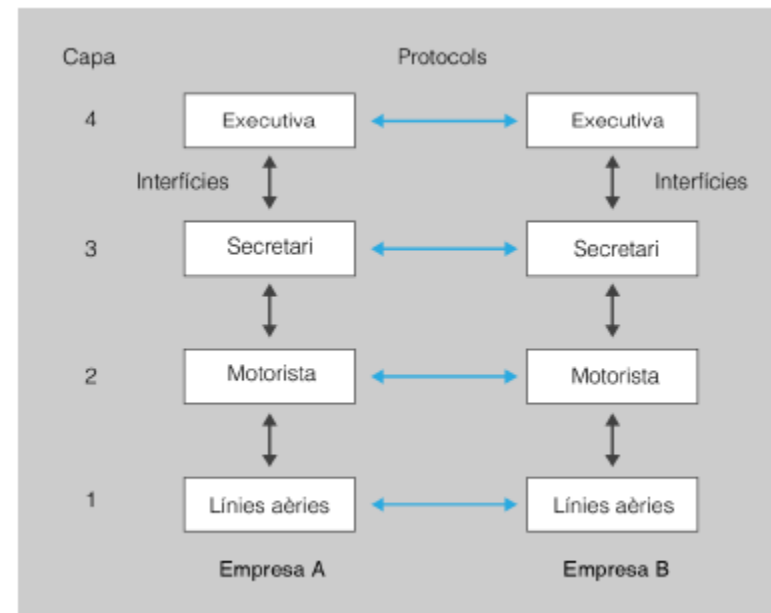 Capa Protocols
4 Executiva Executiva
Interfícies Interfícies
3 Secretari Secretari
2 Motorista Motorista
1 Línies aèries Línies aèries
Empresa A Empresa B